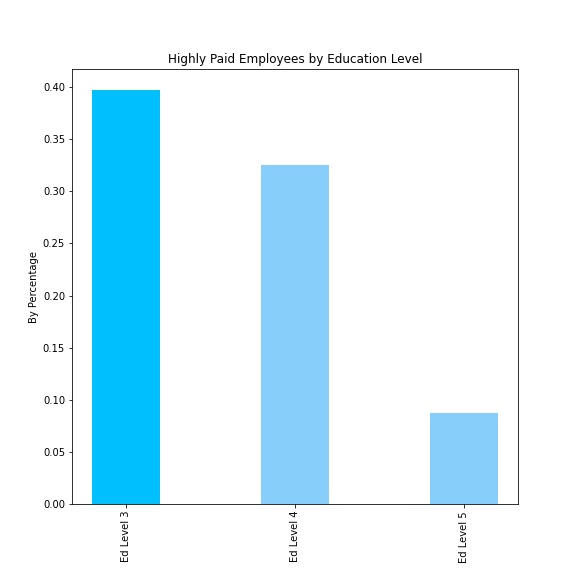 Highly Paid Employees by Education Level
By Percentage
0.40
0.35
0.30
0.25
0.20
0.15
0.10
0.05
0.00
Ed Level 3
Ed Level 4
Ed Level 5